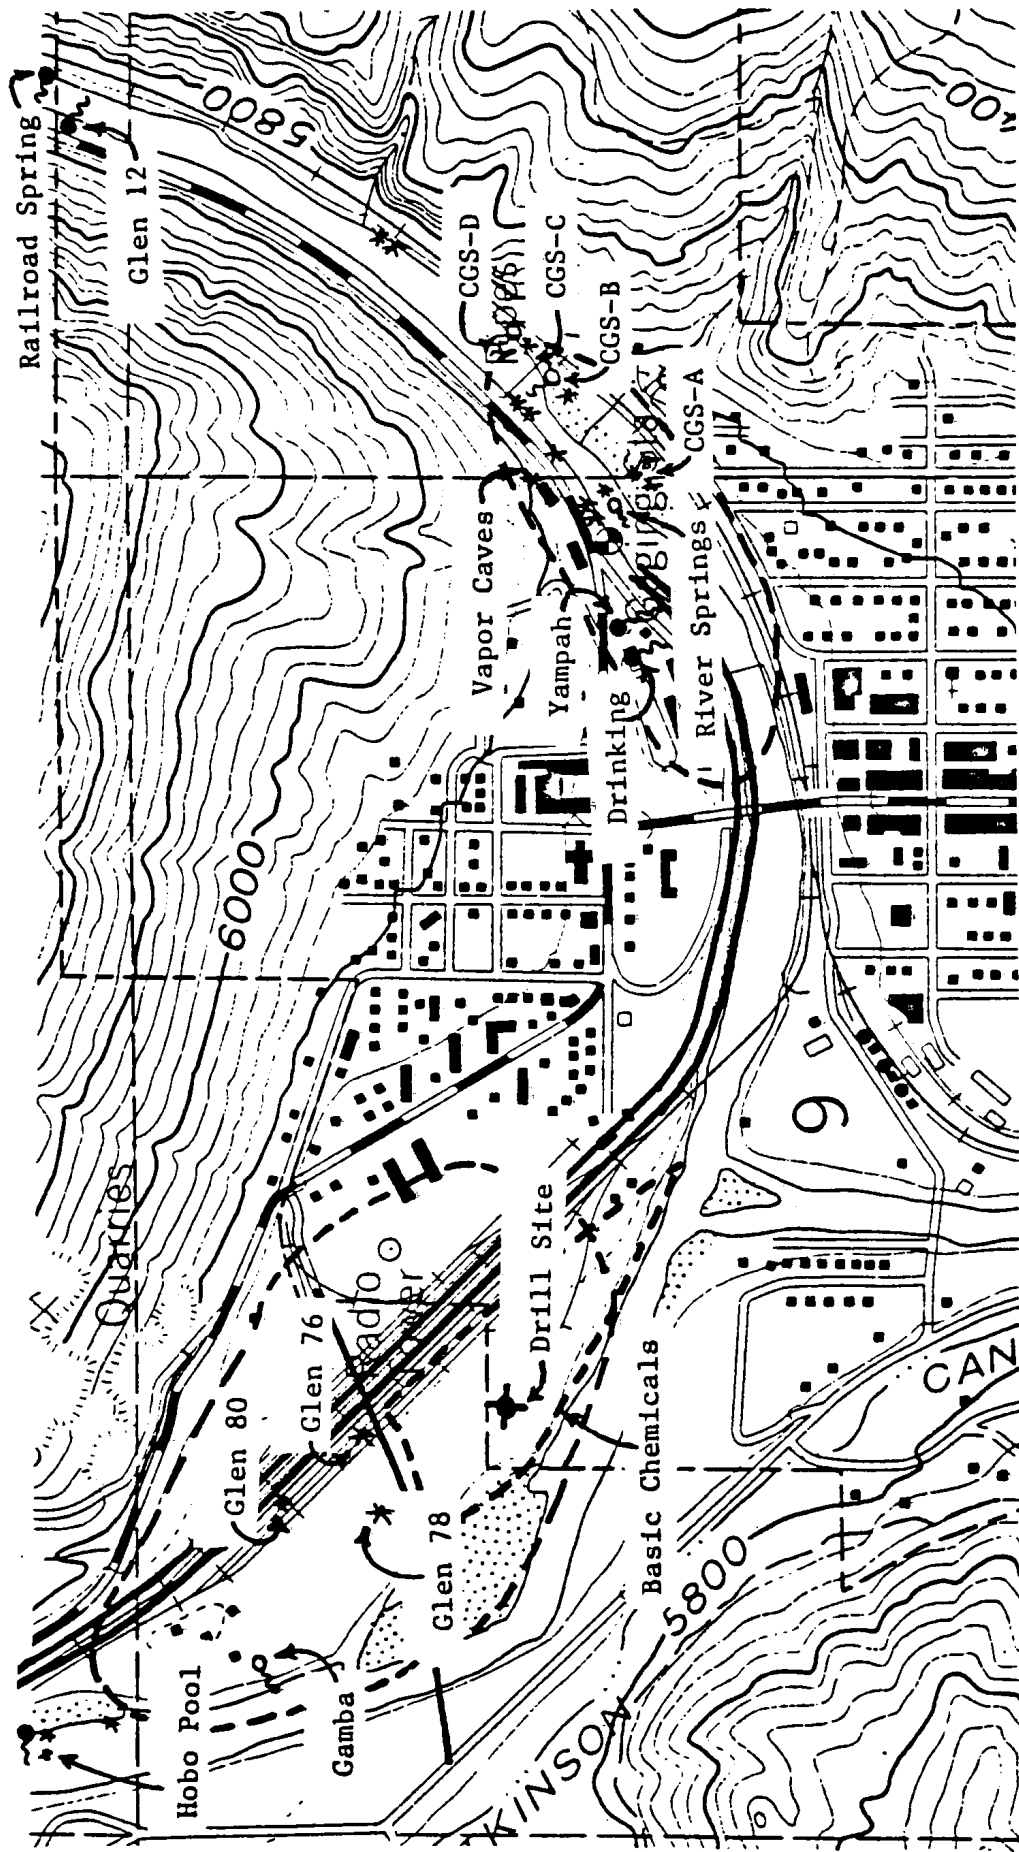 Railroad Spring
Glen 12
5800
CGS-D
CGS-C
CGS-B
CGS-A
Vapor Caves
Yampah
Drinking
River Springs
6000
Quarries
9
Drill Site
Glen 76
Glen 80
Glen 78
Basic Chemicals
5800
CAN
KINSON
Hobo Pool
Gamba